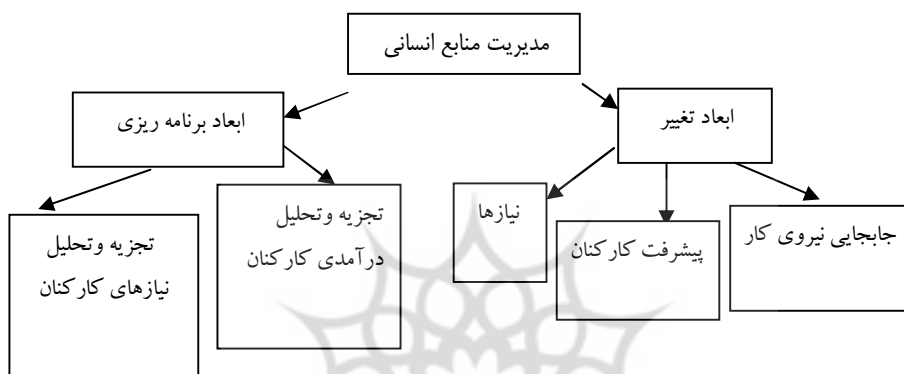 مدیریت منابع انسانی
ابعاد تغییر
ابعاد برنامه ریزی
جابجایی نیروی کار
پیشرفت کارکنان
نیازها
تجزیه وتحلیل
درآمدی کارکنان
تجزیه وتحلیل
نیازهای کارکنان